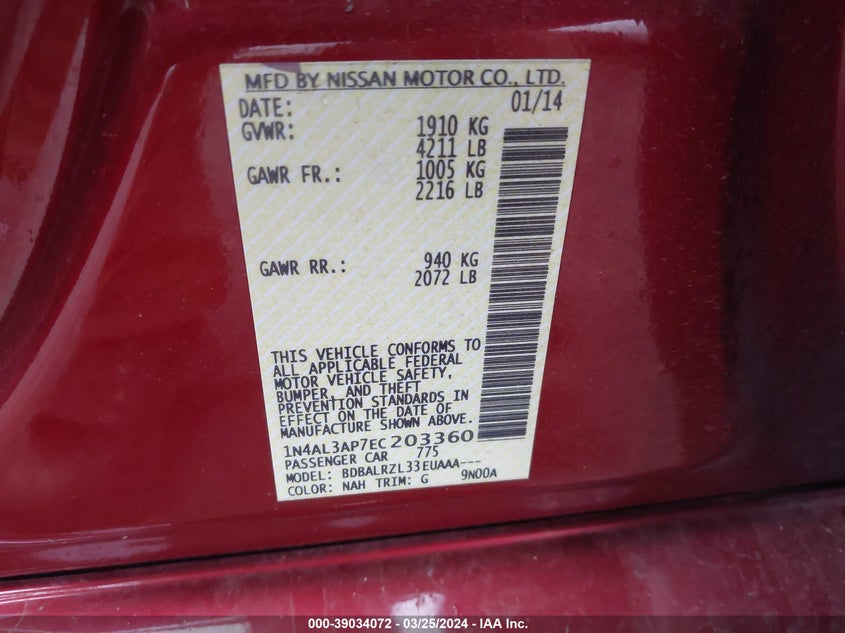 MFD BY NISSAN MOTOR CO., LTD.
DATE: 01/14
GVWR: 1910 KG
4211 LB
GAWR FR.: 1005 KG
2216 LB
GAWR RR.: 940 KG
2072 LB
THIS VEHICLE CONFORMS TO
ALL APPLICABLE FEDERAL
MOTOR VEHICLE SAFETY,
BUMPER, AND THEFT
PREVENTION STANDARDS IN
EFFECT ON THE DATE OF
MANUFACTURE SHOWN ABOVE.
1N4AL3AP7EC203360
PASSENGER CAR 775
MODEL: BDBALRZL33EUAAA---
COLOR: NAH TRIM: G 9N00A
000-39034072 - 03/25/2024 - IAA Inc.